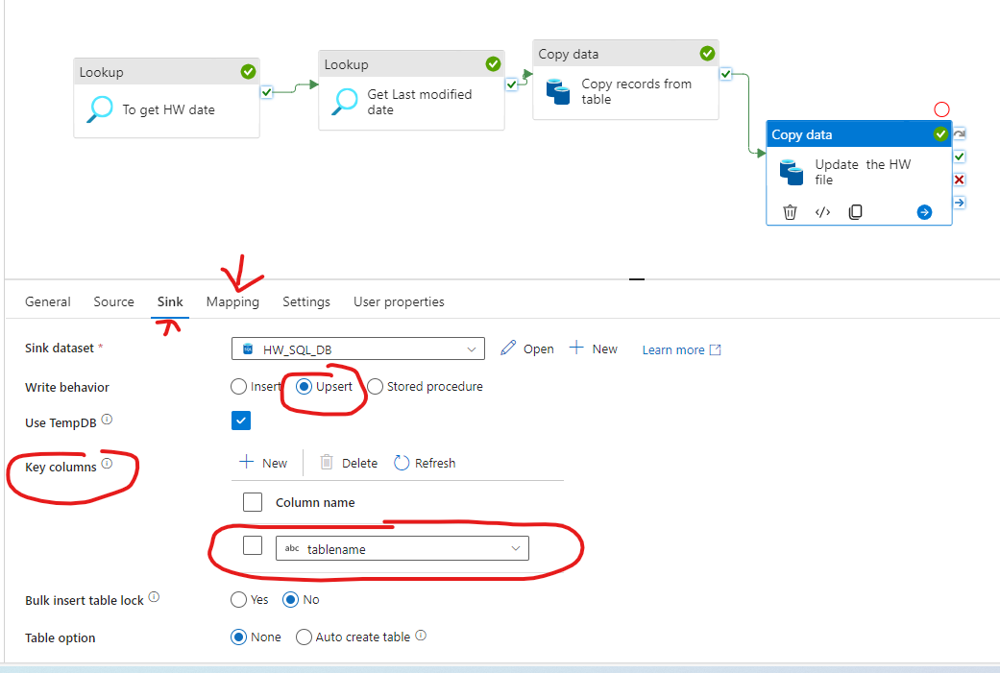 Lookup
To get HW date
Lookup
Get Last modified
date
Copy data
Copy records from
table
Copy data
Update the HW
file
</>
General Source Sink Mapping Settings User properties
Sink dataset *
SQL HW_SQL_DB Open New Learn more
Write behavior Insert Upsert Stored procedure
Use TempDB
Key columns New Delete Refresh
Column name
abc tablename
Bulk insert table lock Yes No
Table option None Auto create table